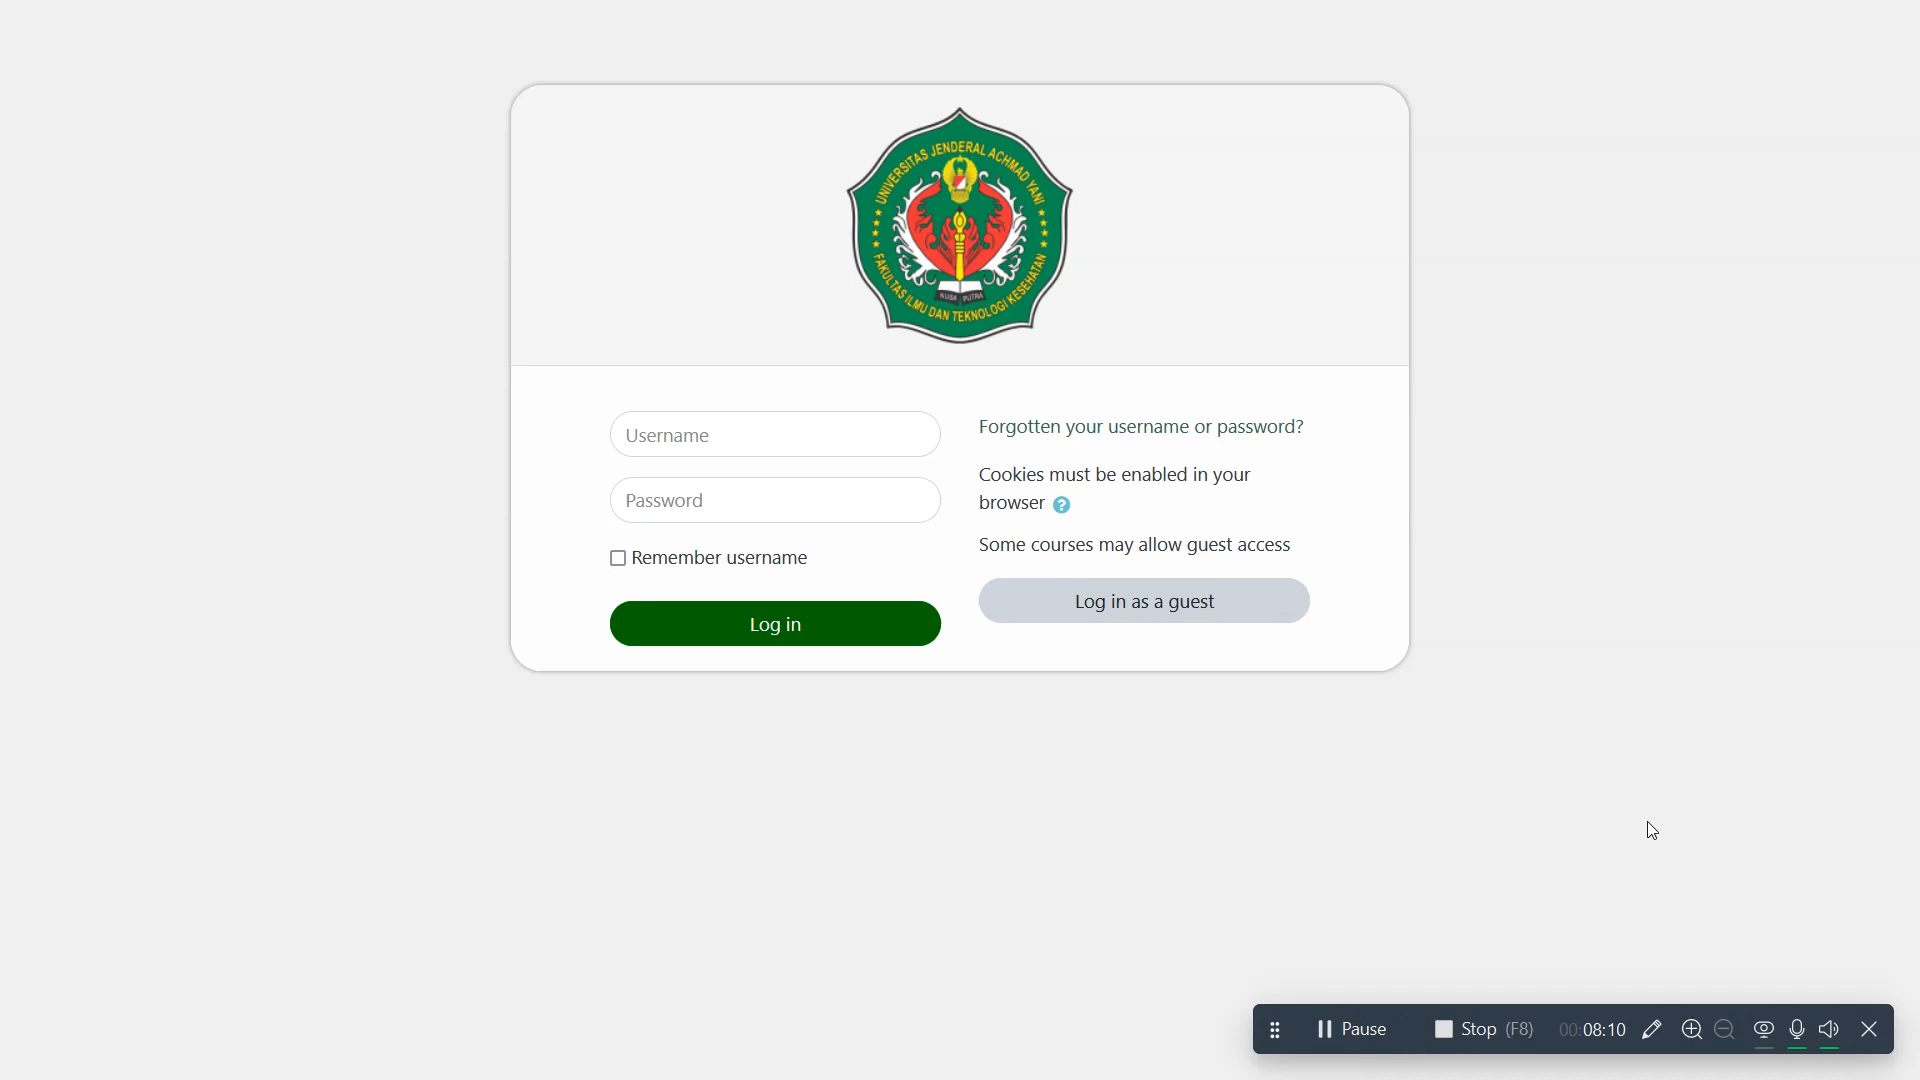 UNIVERSITAS JENDERAL ACHMAD YANI
NUSA PUTRA
FAKULTAS ILMU DAN TEKNOLOGI KESEHATAN
Username
Password
Remember username
Log in
Forgotten your username or password?
Cookies must be enabled in your
browser ?
Some courses may allow guest access
Log in as a guest
Pause
Stop (F8)
00:08:10